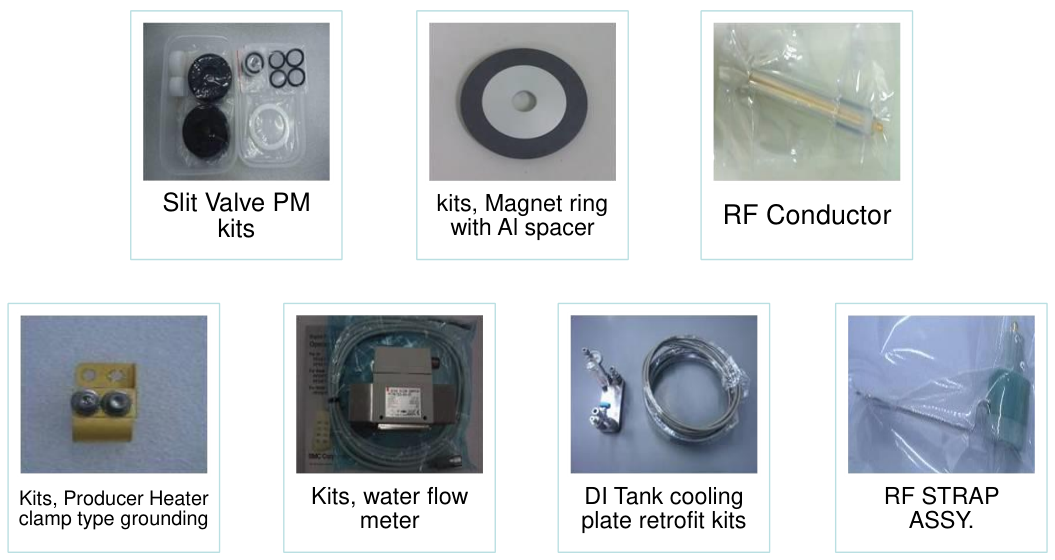 Slit Valve PM
kits
kits, Magnet ring
with Al spacer
RF Conductor
Kits, Producer Heater
clamp type grounding
Kits, water flow
meter
DI Tank cooling
plate retrofit kits
RF STRAP
ASSY.